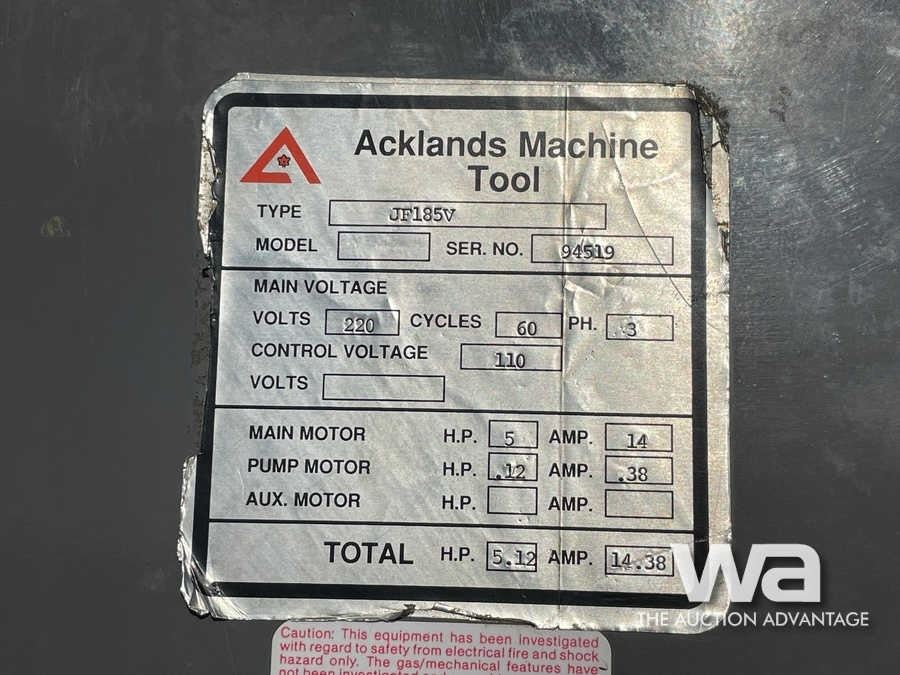 Acklands Machine
Tool
TYPE JF185V
MODEL SER. NO. 94519
MAIN VOLTAGE
VOLTS 220 CYCLES 60 PH. 3
CONTROL VOLTAGE 110
VOLTS
MAIN MOTOR H.P. 5 AMP. 14
PUMP MOTOR H.P. .12 AMP. .38
AUX. MOTOR H.P. AMP.
TOTAL H.P. 5.12 AMP. 14.38
wa
THE AUCTION ADVANTAGE
Caution: This equipment has been investigated
with regard to safety from electrical fire and shock
hazard only. The gas/mechanical features have
not been investigated